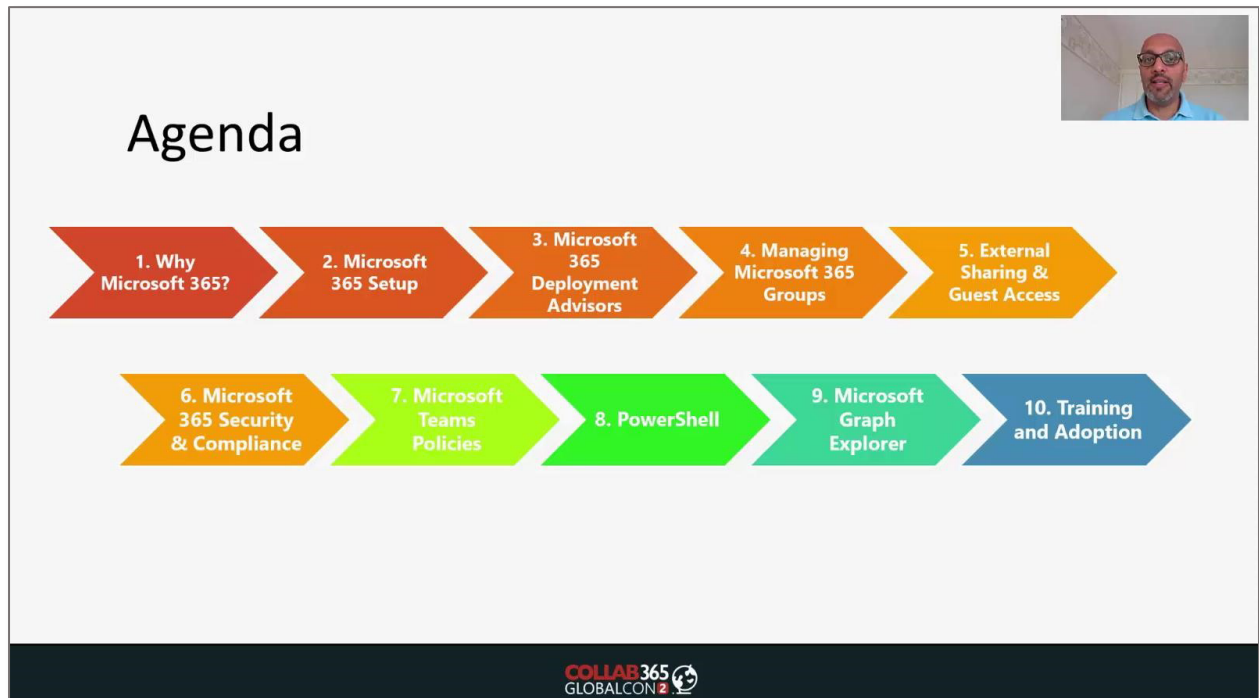 Agenda
1. Why
Microsoft 365?
2. Microsoft
365 Setup
3. Microsoft
365
Deployment
Advisors
4. Managing
Microsoft 365
Groups
5. External
Sharing &
Guest Access
6. Microsoft
365 Security
& Compliance
7. Microsoft
Teams
Policies
8. PowerShell
9. Microsoft
Graph
Explorer
10. Training
and Adoption
COLLAB365
GLOBALCON2